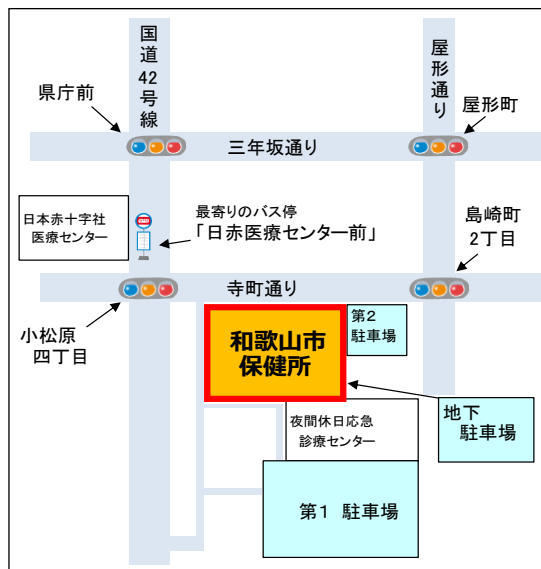 国道42号線
屋形通り
県庁前
屋形町
三年坂通り
日本赤十字社
医療センター
最寄りのバス停
「日赤医療センター前」
島崎町
2丁目
寺町通り
小松原
四丁目
和歌山市
保健所
第2
駐車場
地下
駐車場
夜間休日応急
診療センター
第1 駐車場